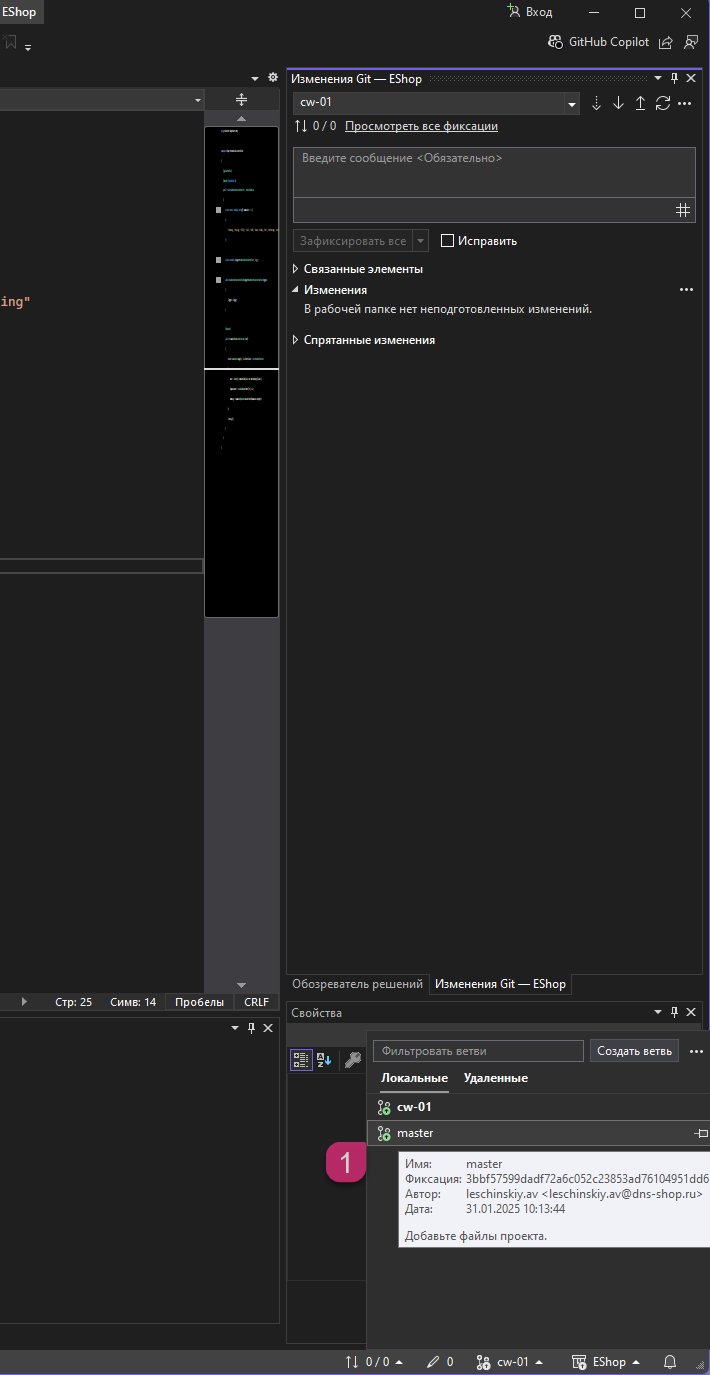 EShop
Вход
GitHub Copilot
Изменения Git — EShop
cw-01
0 / 0 Просмотреть все фиксации
Введите сообщение <Обязательно>
Зафиксировать все Исправить
Связанные элементы
Изменения
ing"
В рабочей папке нет неподготовленных изменений.
Спрятанные изменения
Обозреватель решений Изменения Git — EShop
Стр: 25 Симв: 14 Пробелы CRLF
Свойства
Фильтровать ветви Создать ветвь
Локальные Удаленные
cw-01
master
1
Имя: master
Фиксация: 3bbf57599dadf72a6c052c23853ad76104951dd6
Автор: leschinskiy.av <leschinskiy.av@dns-shop.ru>
Дата: 31.01.2025 10:13:44
Добавьте файлы проекта.
0 / 0 0 cw-01 EShop